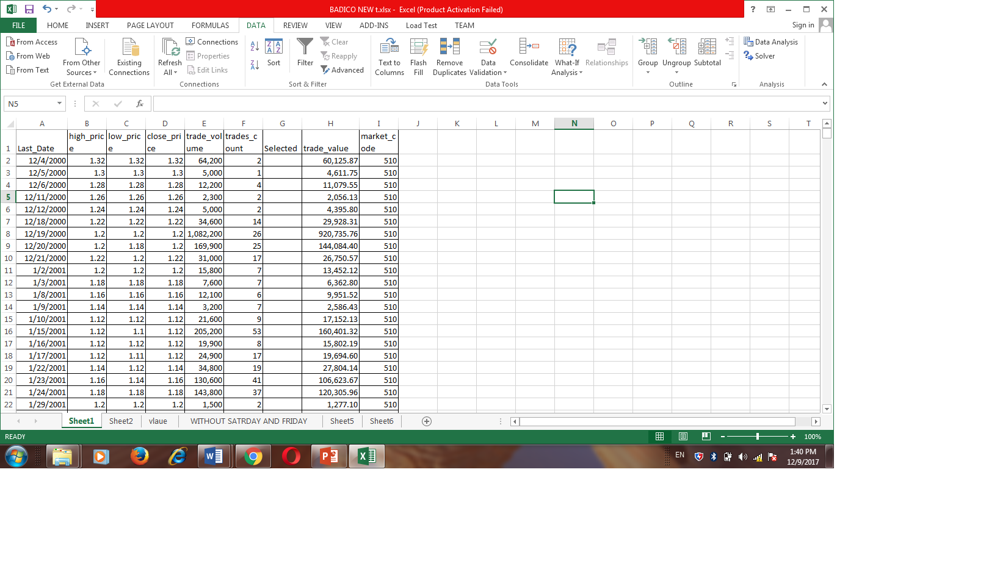 BADICO NEW t.xlsx - Excel (Product Activation Failed)
FILE HOME INSERT PAGE LAYOUT FORMULAS DATA REVIEW VIEW ADD-INS Load Test TEAM Sign in
From Access
From Web
From Text
From Other Sources
Get External Data
Existing Connections
Refresh All
Connections
Properties
Edit Links
Connections
Sort
Filter
Clear
Reapply
Advanced
Sort & Filter
Text to Columns
Flash Fill
Remove Duplicates
Data Validation
Consolidate
What-If Analysis
Relationships
Data Tools
Group
Ungroup
Subtotal
Outline
Data Analysis
Solver
Analysis
N5 fx
A B C D E F G H I J K L M N O P Q R S T
1 Last_Date high_price low_price close_price trade_volume trades_count Selected trade_value market_code
2 12/4/2000 1.32 1.32 1.32 64,200 2 60,125.87 510
3 12/5/2000 1.3 1.3 1.3 5,000 1 4,611.75 510
4 12/6/2000 1.28 1.28 1.28 12,200 4 11,079.55 510
5 12/11/2000 1.26 1.26 1.26 2,300 2 2,056.13 510
6 12/12/2000 1.24 1.24 1.24 5,000 2 4,395.80 510
7 12/18/2000 1.22 1.22 1.22 34,600 14 29,928.31 510
8 12/19/2000 1.2 1.2 1.2 1,082,200 26 920,735.76 510
9 12/20/2000 1.2 1.18 1.2 169,900 25 144,084.40 510
10 12/21/2000 1.22 1.2 1.22 31,000 17 26,750.57 510
11 1/2/2001 1.2 1.2 1.2 15,800 7 13,452.12 510
12 1/3/2001 1.18 1.18 1.18 7,600 7 6,362.80 510
13 1/8/2001 1.16 1.16 1.16 12,100 6 9,951.52 510
14 1/9/2001 1.14 1.14 1.14 3,200 7 2,586.43 510
15 1/10/2001 1.12 1.12 1.12 21,600 9 17,152.13 510
16 1/15/2001 1.12 1.1 1.12 205,200 53 160,401.32 510
17 1/16/2001 1.12 1.12 1.12 19,900 8 15,802.19 510
18 1/17/2001 1.12 1.11 1.12 24,900 17 19,694.60 510
19 1/22/2001 1.14 1.12 1.14 34,800 19 27,804.14 510
20 1/23/2001 1.16 1.14 1.16 130,600 41 106,623.67 510
21 1/24/2001 1.18 1.18 1.18 143,800 37 120,305.96 510
22 1/29/2001 1.2 1.2 1.2 1,500 2 1,277.10 510
Sheet1 Sheet2 vlaue WITHOUT SATRDAY AND FRIDAY Sheet5 Sheet6
READY 100%
EN 1:40 PM
12/9/2017